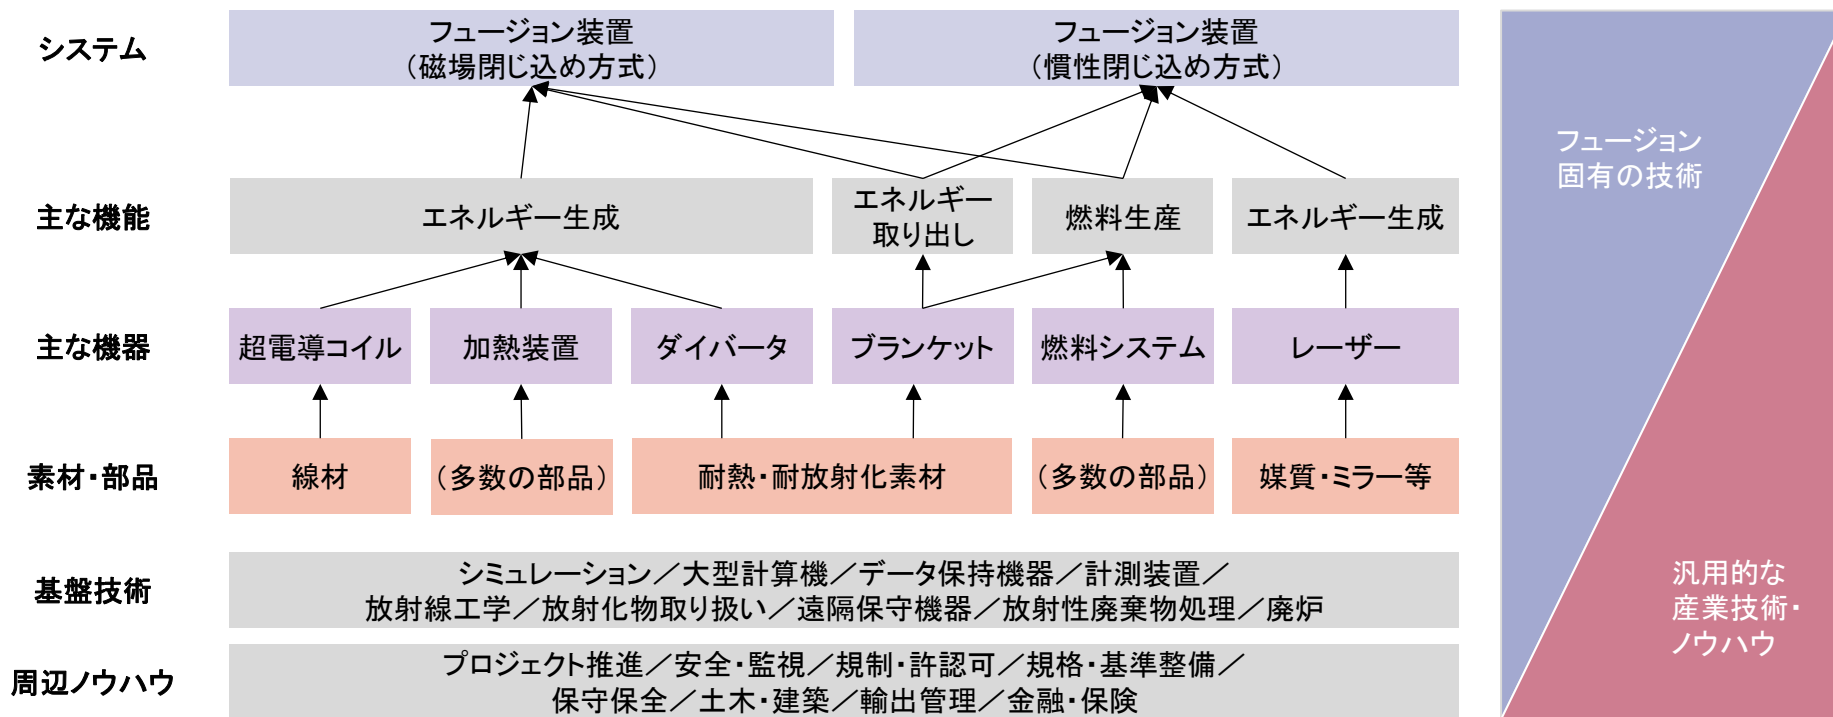 システム
フュージョン装置
（磁場閉じ込め方式）
フュージョン装置
（慣性閉じ込め方式）
フュージョン
固有の技術
主な機能
エネルギー生成
エネルギー
取り出し
燃料生産
エネルギー生成
主な機器
超電導コイル
加熱装置
ダイバータ
ブランケット
燃料システム
レーザー
素材・部品
線材
（多数の部品）
耐熱・耐放射化素材
（多数の部品）
媒質・ミラー等
基盤技術
シミュレーション／大型計算機／データ保持機器／計測装置／
放射線工学／放射化物取り扱い／遠隔保守機器／放射性廃棄物処理／廃炉
汎用的な
産業技術・
ノウハウ
周辺ノウハウ
プロジェクト推進／安全・監視／規制・許認可／規格・基準整備／
保守保全／土木・建築／輸出管理／金融・保険